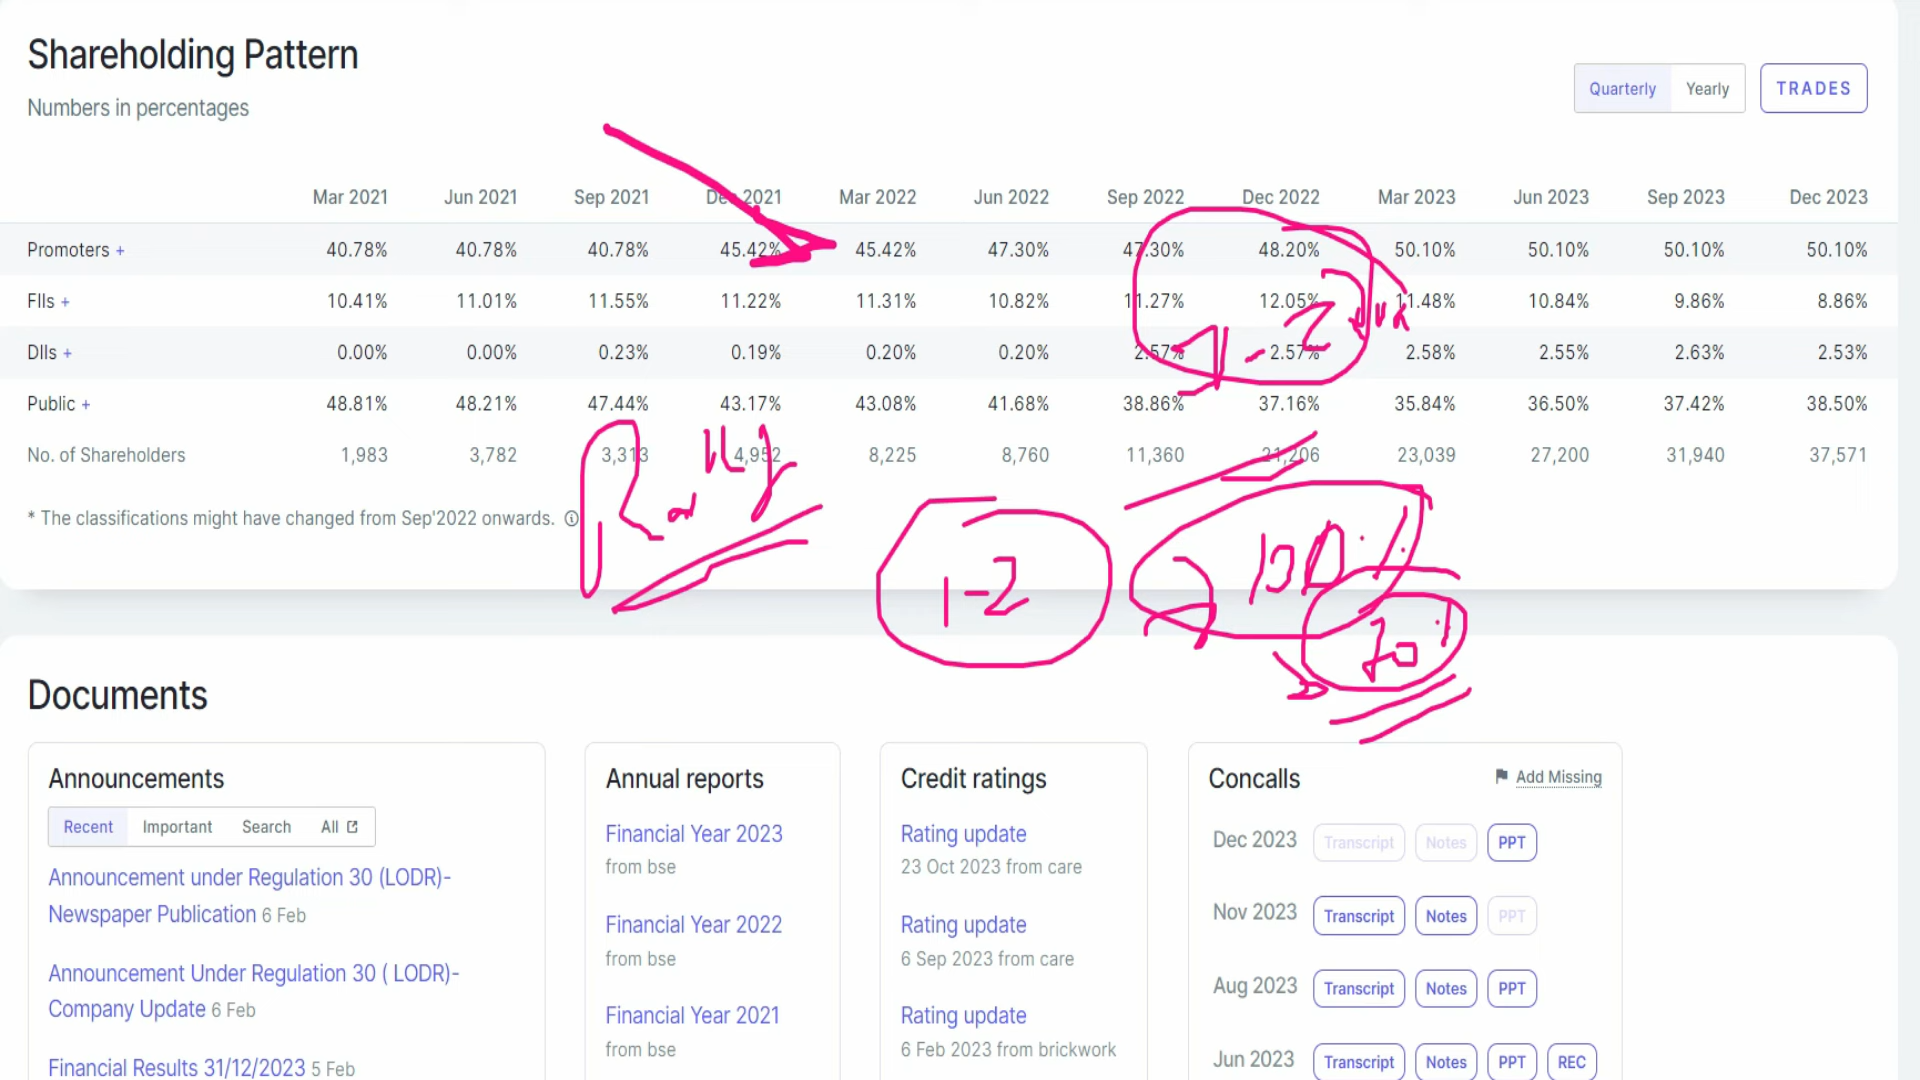 Shareholding Pattern
Numbers in percentages
Quarterly Yearly TRADES
Mar 2021 Jun 2021 Sep 2021 Dec 2021 Mar 2022 Jun 2022 Sep 2022 Dec 2022 Mar 2023 Jun 2023 Sep 2023 Dec 2023
Promoters + 40.78% 40.78% 40.78% 45.42% 45.42% 47.30% 47.30% 48.20% 50.10% 50.10% 50.10% 50.10%
FIIs + 10.41% 11.01% 11.55% 11.22% 11.31% 10.82% 11.27% 12.05% 11.48% 10.84% 9.86% 8.86%
DIIs + 0.00% 0.00% 0.23% 0.19% 0.20% 0.20% 2.57% 2.57% 2.58% 2.55% 2.63% 2.53%
1-2
Public + 48.81% 48.21% 47.44% 43.17% 43.08% 41.68% 38.86% 37.16% 35.84% 36.50% 37.42% 38.50%
No. of Shareholders 1,983 3,782 3,313 4,952 8,225 8,760 11,360 21,206 23,039 27,200 31,940 37,571
* The classifications might have changed from Sep'2022 onwards.
1-2 100%
Documents
Announcements
Recent Important Search All
Announcement under Regulation 30 (LODR)-
Newspaper Publication 6 Feb
Announcement Under Regulation 30 ( LODR)-
Company Update 6 Feb
Financial Results 31/12/2023 5 Feb
Annual reports
Financial Year 2023
from bse
Financial Year 2022
from bse
Financial Year 2021
from bse
Credit ratings
Rating update
23 Oct 2023 from care
Rating update
6 Sep 2023 from care
Rating update
6 Feb 2023 from brickwork
Concalls Add Missing
Dec 2023 Transcript Notes PPT
Nov 2023 Transcript Notes PPT
Aug 2023 Transcript Notes PPT
Jun 2023 Transcript Notes PPT REC